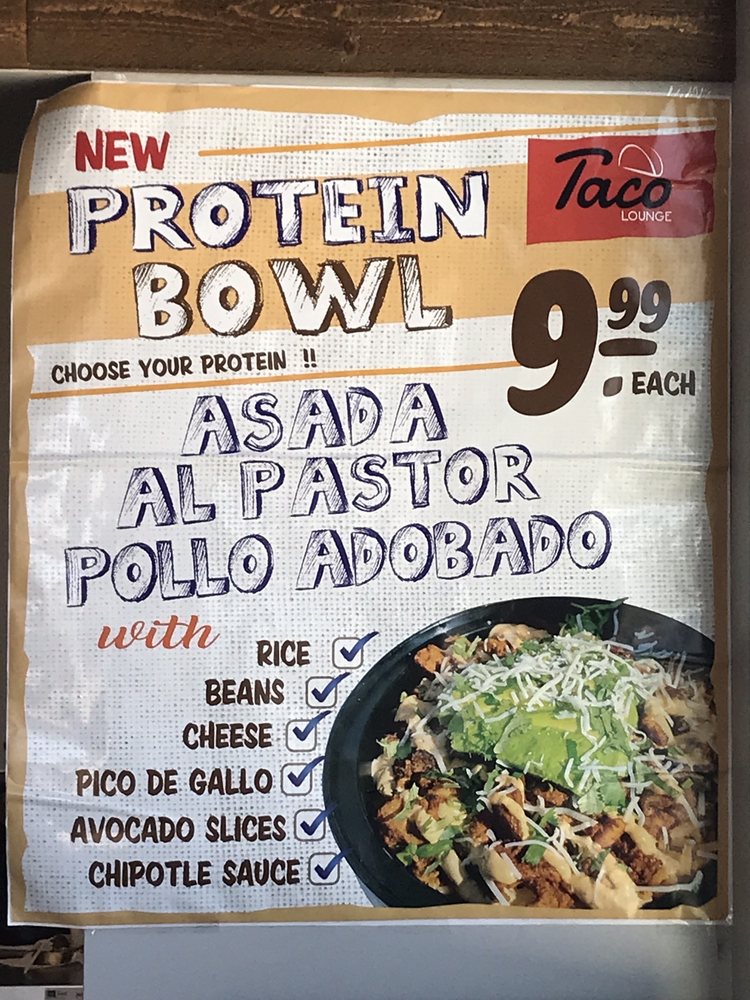 NEW
PROTEIN
BOWL
Taco
LOUNGE
9.99
EACH
CHOOSE YOUR PROTEIN !!
ASADA
AL PASTOR
POLLO ADOBADO
with
RICE
BEANS
CHEESE
PICO DE GALLO
AVOCADO SLICES
CHIPOTLE SAUCE